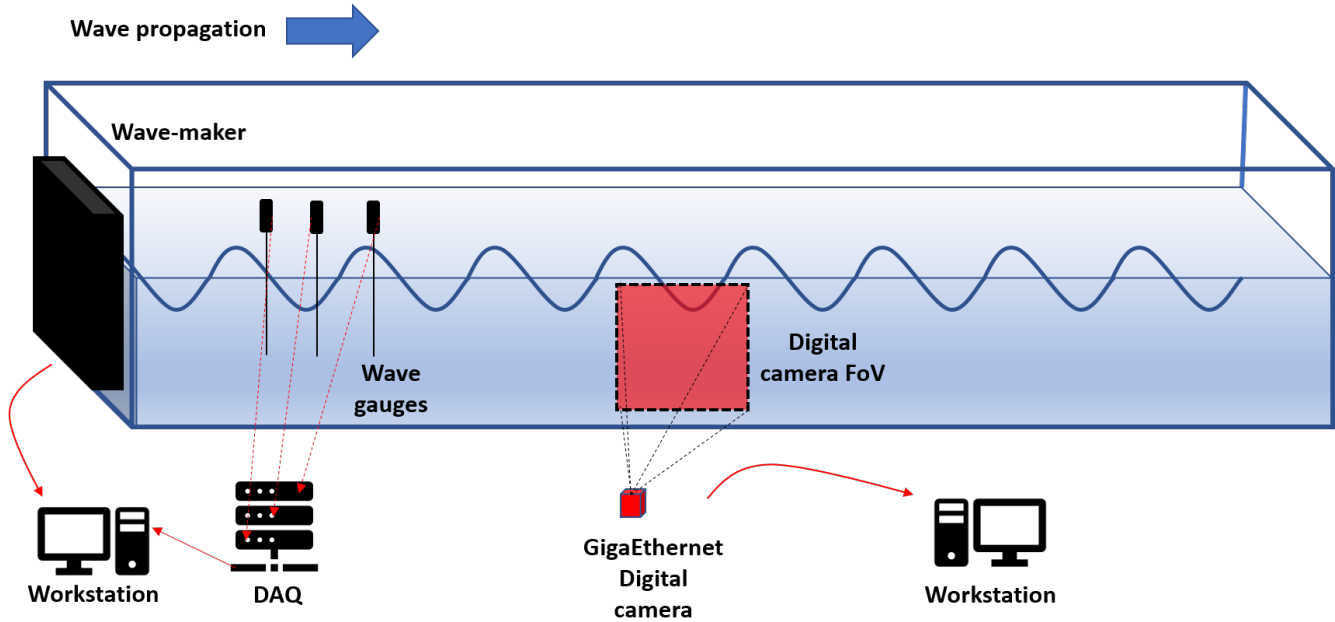 Wave propagation
Wave-maker
Wave
gauges
Digital
camera FoV
Workstation
DAQ
GigaEthernet
Digital
camera
Workstation